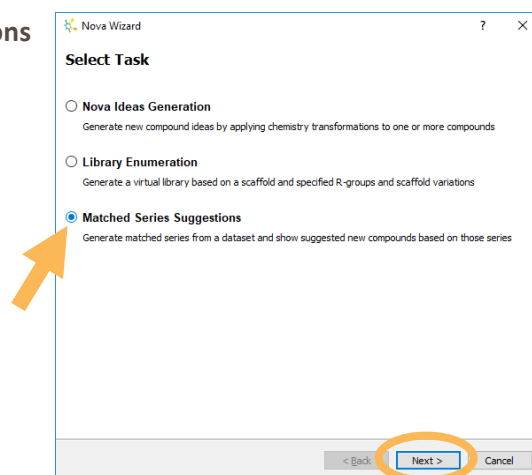 ons
Nova Wizard ? ×
Select Task
Nova Ideas Generation
Generate new compound ideas by applying chemistry transformations to one or more compounds
Library Enumeration
Generate a virtual library based on a scaffold and specified R-groups and scaffold variations
Matched Series Suggestions
Generate matched series from a dataset and show suggested new compounds based on those series
< Back Next > Cancel